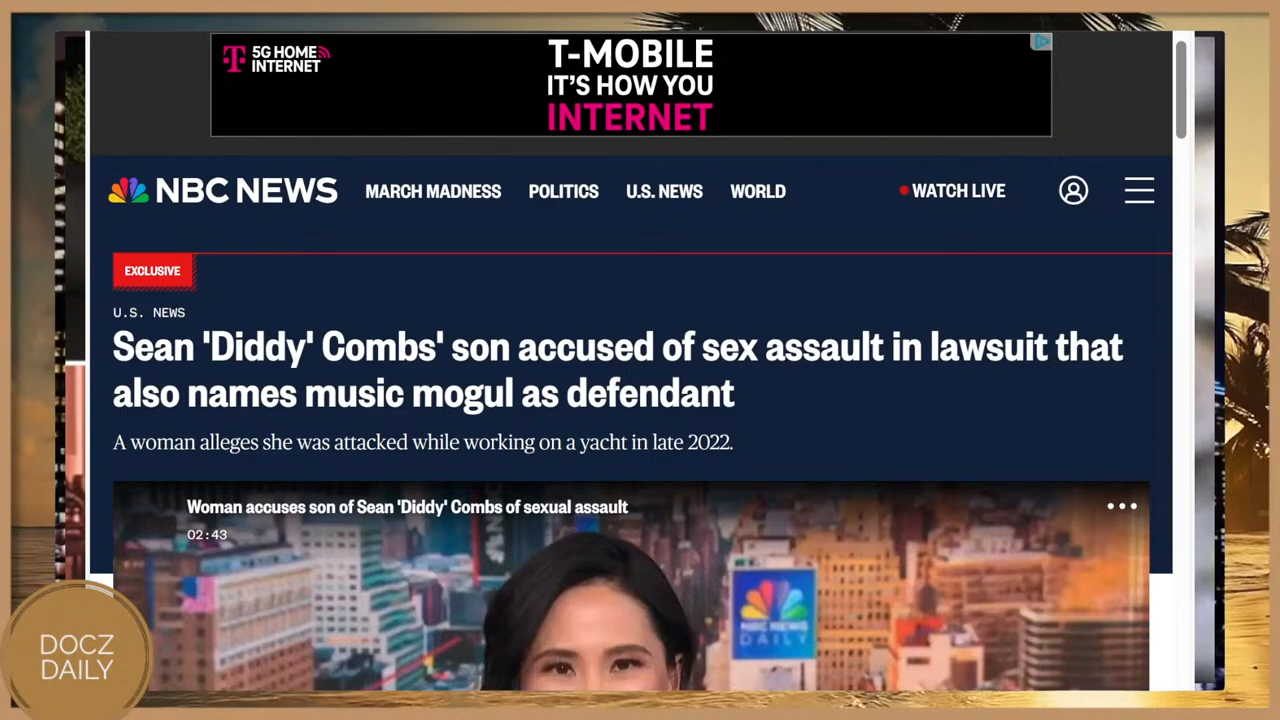 5G HOME
INTERNET
T-MOBILE
IT'S HOW YOU
INTERNET
NBC NEWS
MARCH MADNESS
POLITICS
U.S. NEWS
WORLD
WATCH LIVE
EXCLUSIVE
U.S. NEWS
Sean 'Diddy' Combs' son accused of sex assault in lawsuit that
also names music mogul as defendant
A woman alleges she was attacked while working on a yacht in late 2022.
Woman accuses son of Sean 'Diddy' Combs of sexual assault
02:43
NBC NEWS
DAILY
DOCZ
DAILY